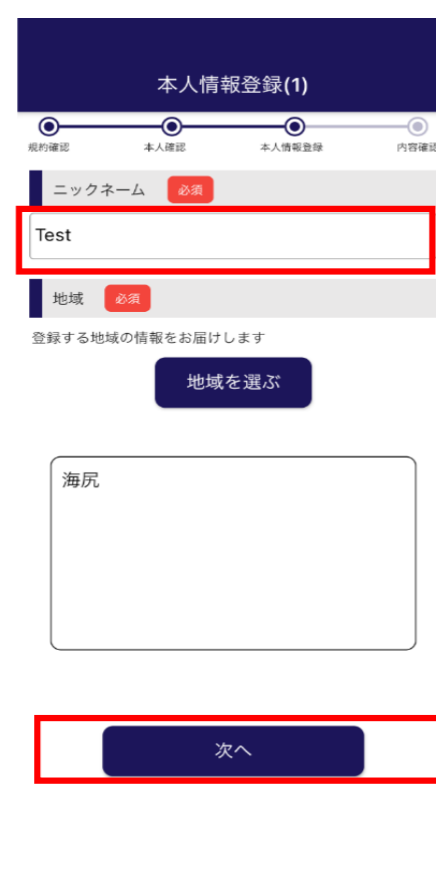 本人情報登録(1)
規約確認 本人確認 本人情報登録 内容確認
ニックネーム 必須
Test
地域 必須
登録する地域の情報をお届けします
地域を選ぶ
海尻
次へ